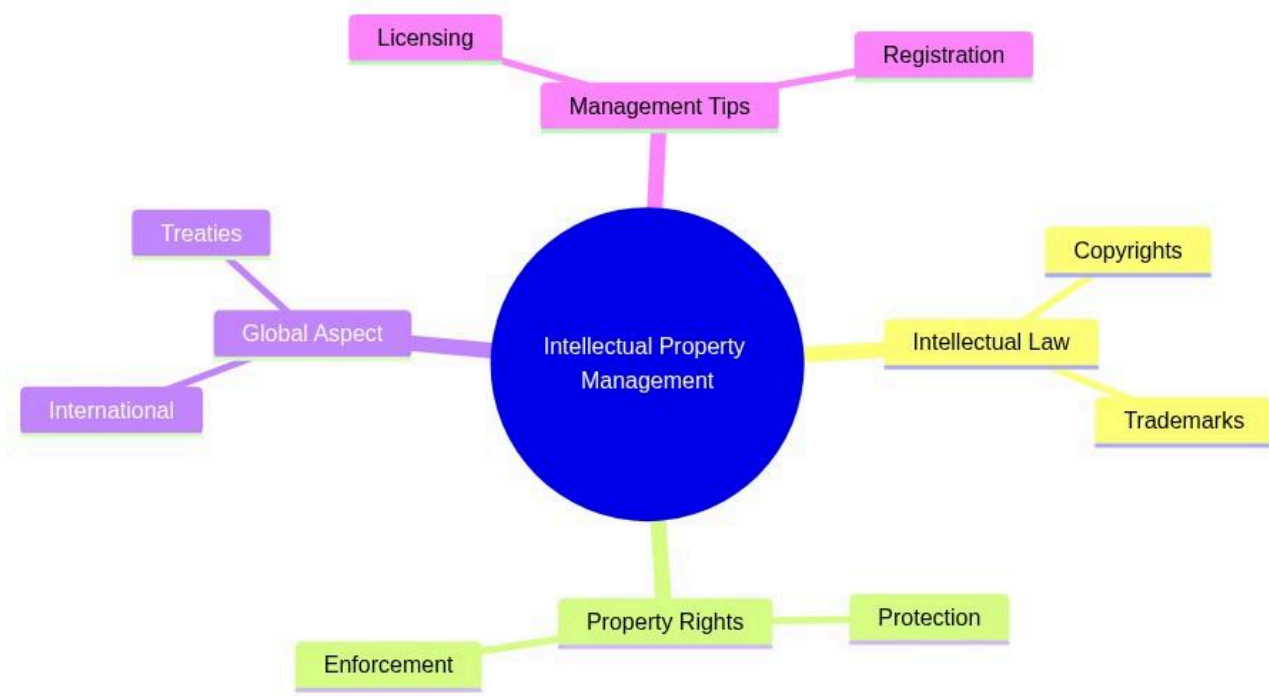 Licensing
Registration
Management Tips
Treaties
Copyrights
Global Aspect
Intellectual Law
Intellectual Property
Management
International
Trademarks
Property Rights
Protection
Enforcement